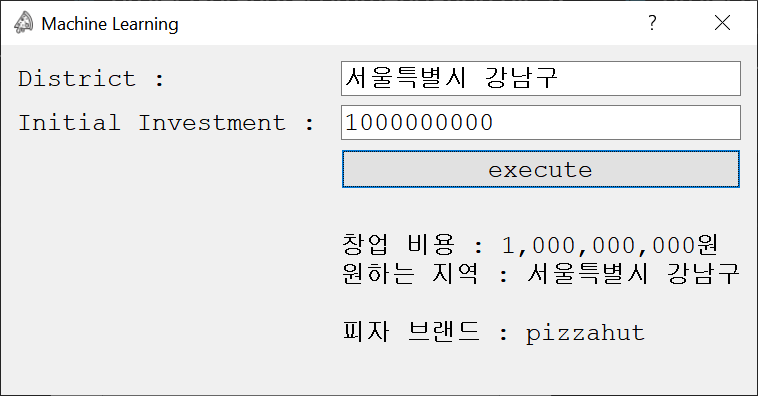 Machine Learning
District : 서울특별시 강남구
Initial Investment : 1000000000
execute
창업 비용 : 1,000,000,000원
원하는 지역 : 서울특별시 강남구
피자 브랜드 : pizzahut